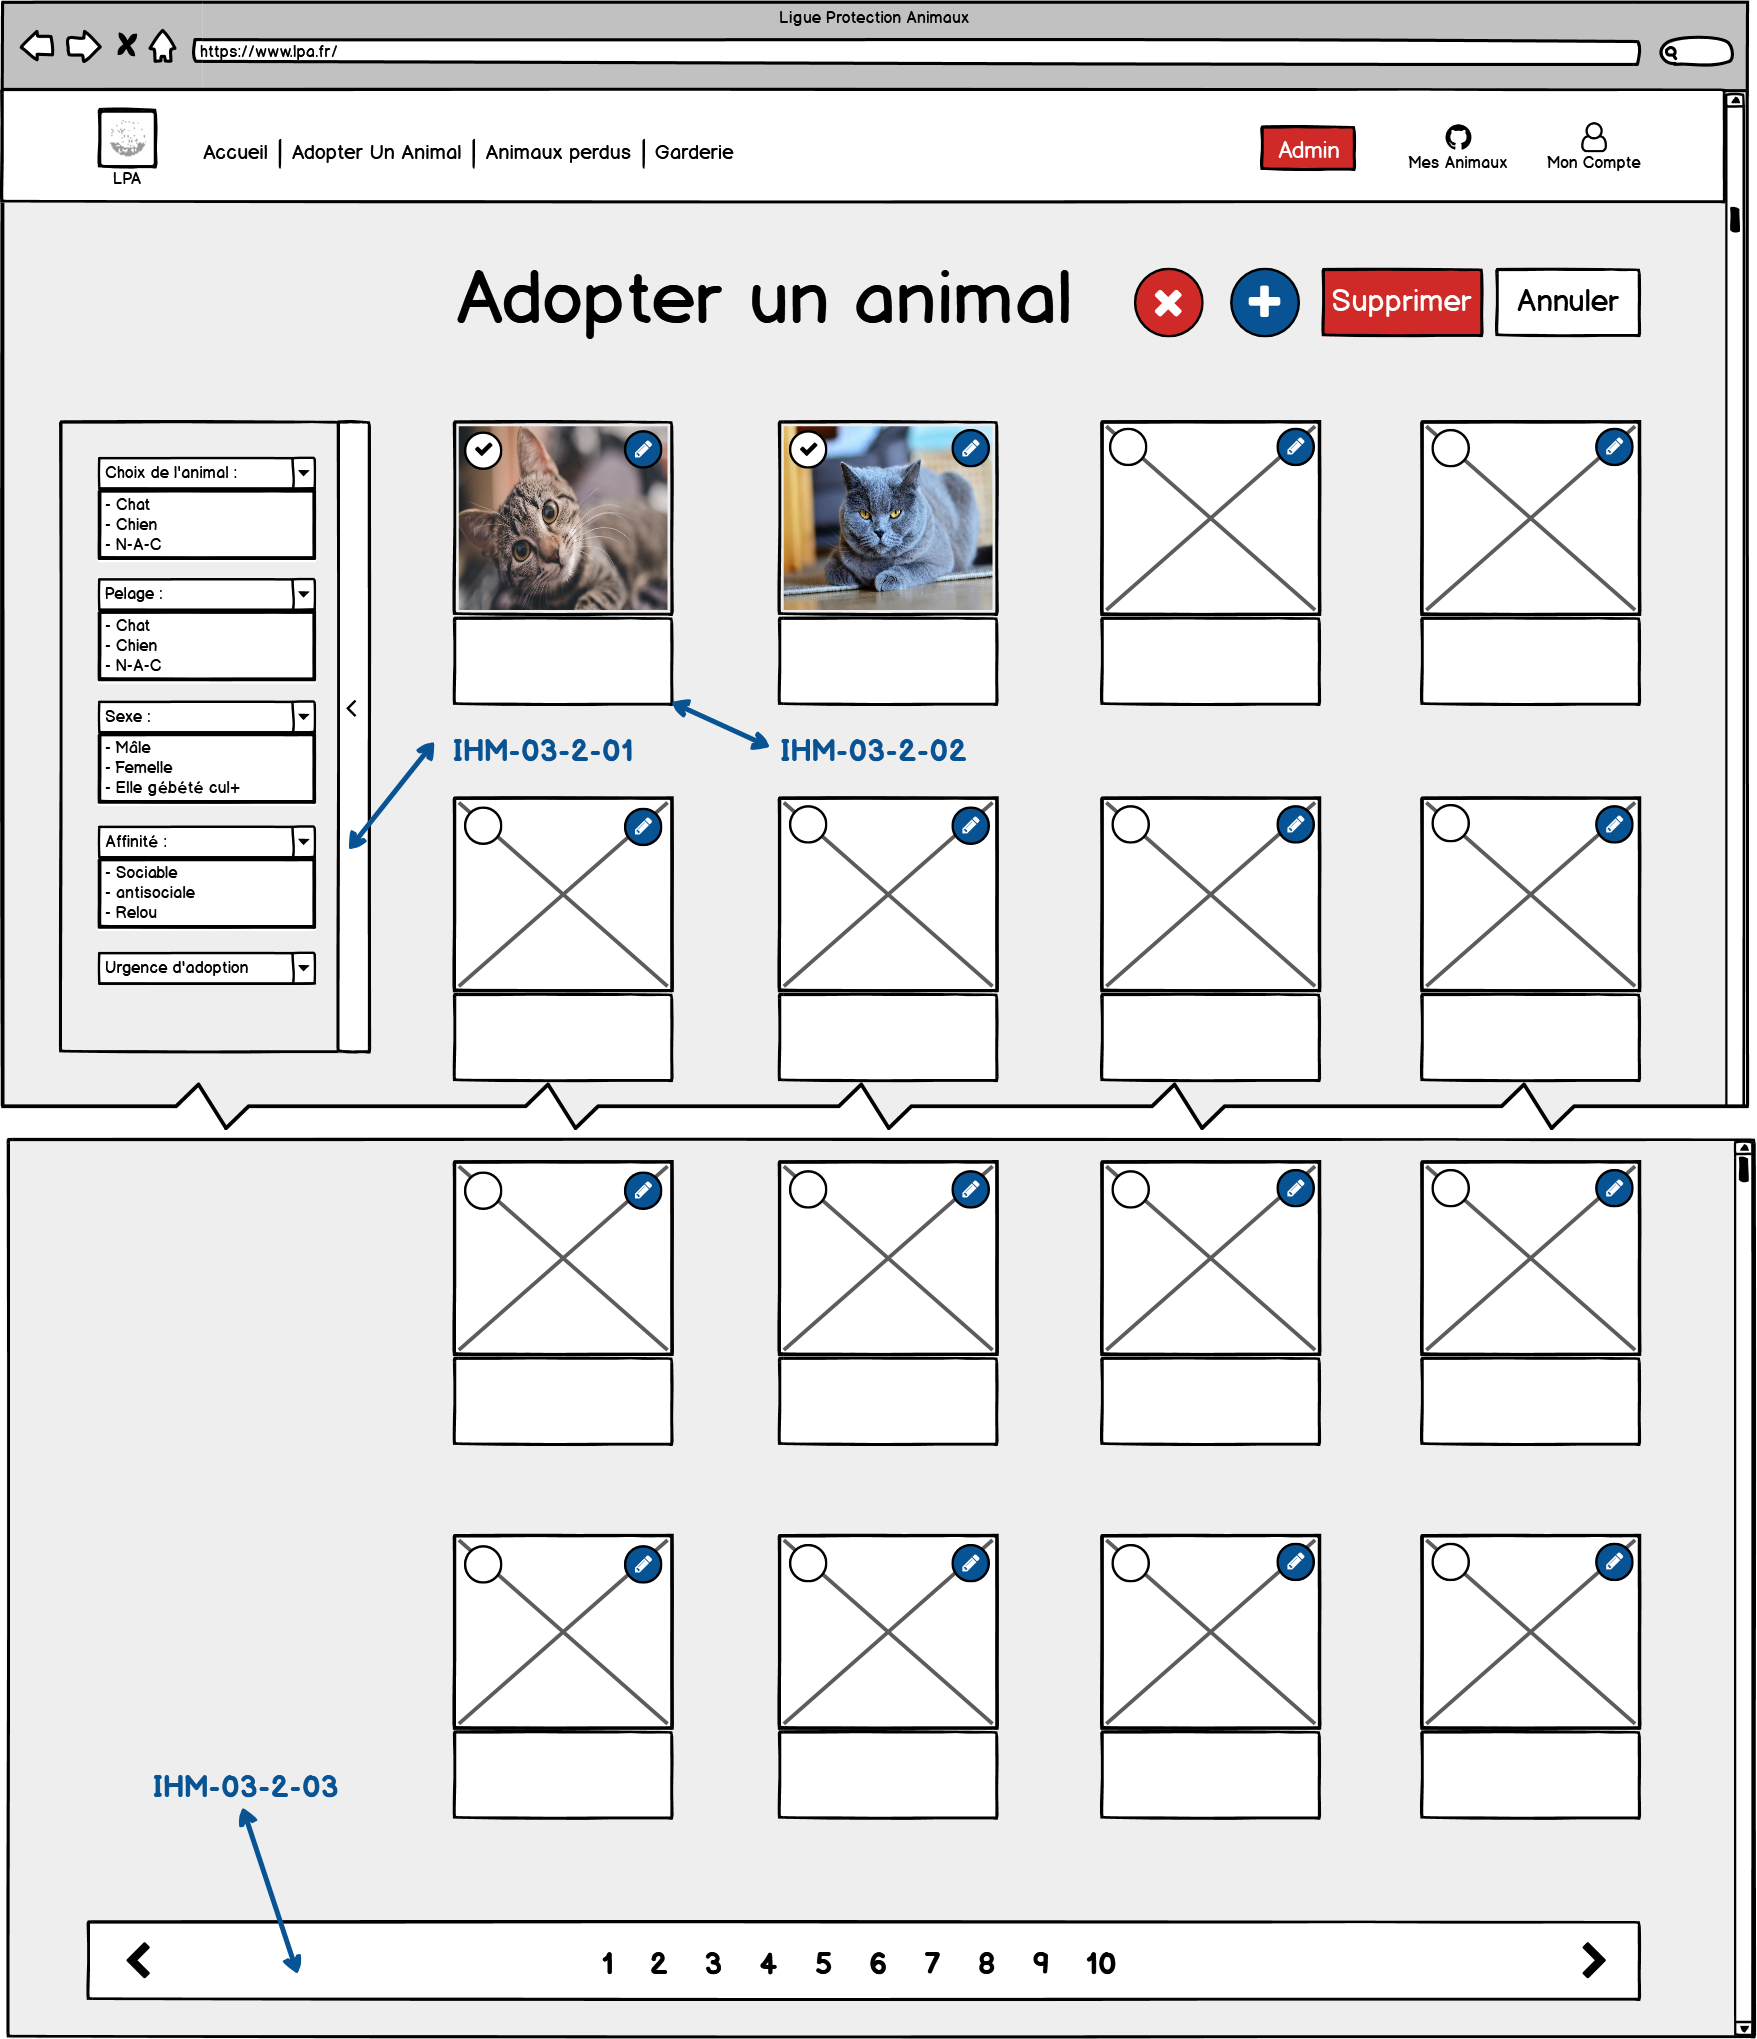 Ligue Protection Animaux
https://www.lpa.fr/
LPA
Accueil | Adopter Un Animal | Animaux perdus | Garderie
Admin
Mes Animaux
Mon Compte
Adopter un animal
Supprimer
Annuler
Choix de l'animal :
- Chat
- Chien
- N-A-C
Pelage :
- Chat
- Chien
- N-A-C
Sexe :
- Mâle
- Femelle
- Elle gébété cul+
Affinité :
- Sociable
- antisociale
- Relou
Urgence d'adoption
IHM-03-2-01
IHM-03-2-02
IHM-03-2-03
1 2 3 4 5 6 7 8 9 10